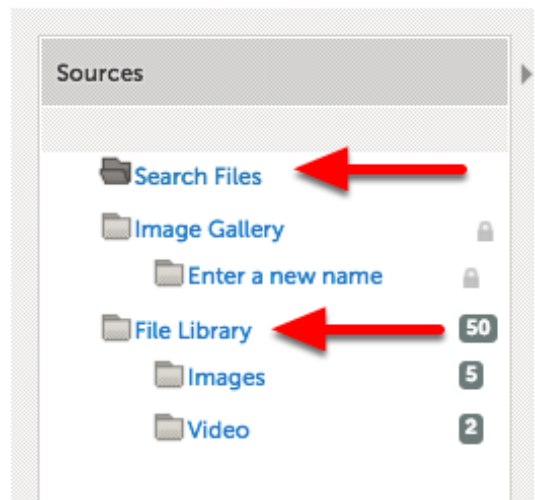 Sources
Search Files
Image Gallery
Enter a new name
File Library 50
Images 5
Video 2